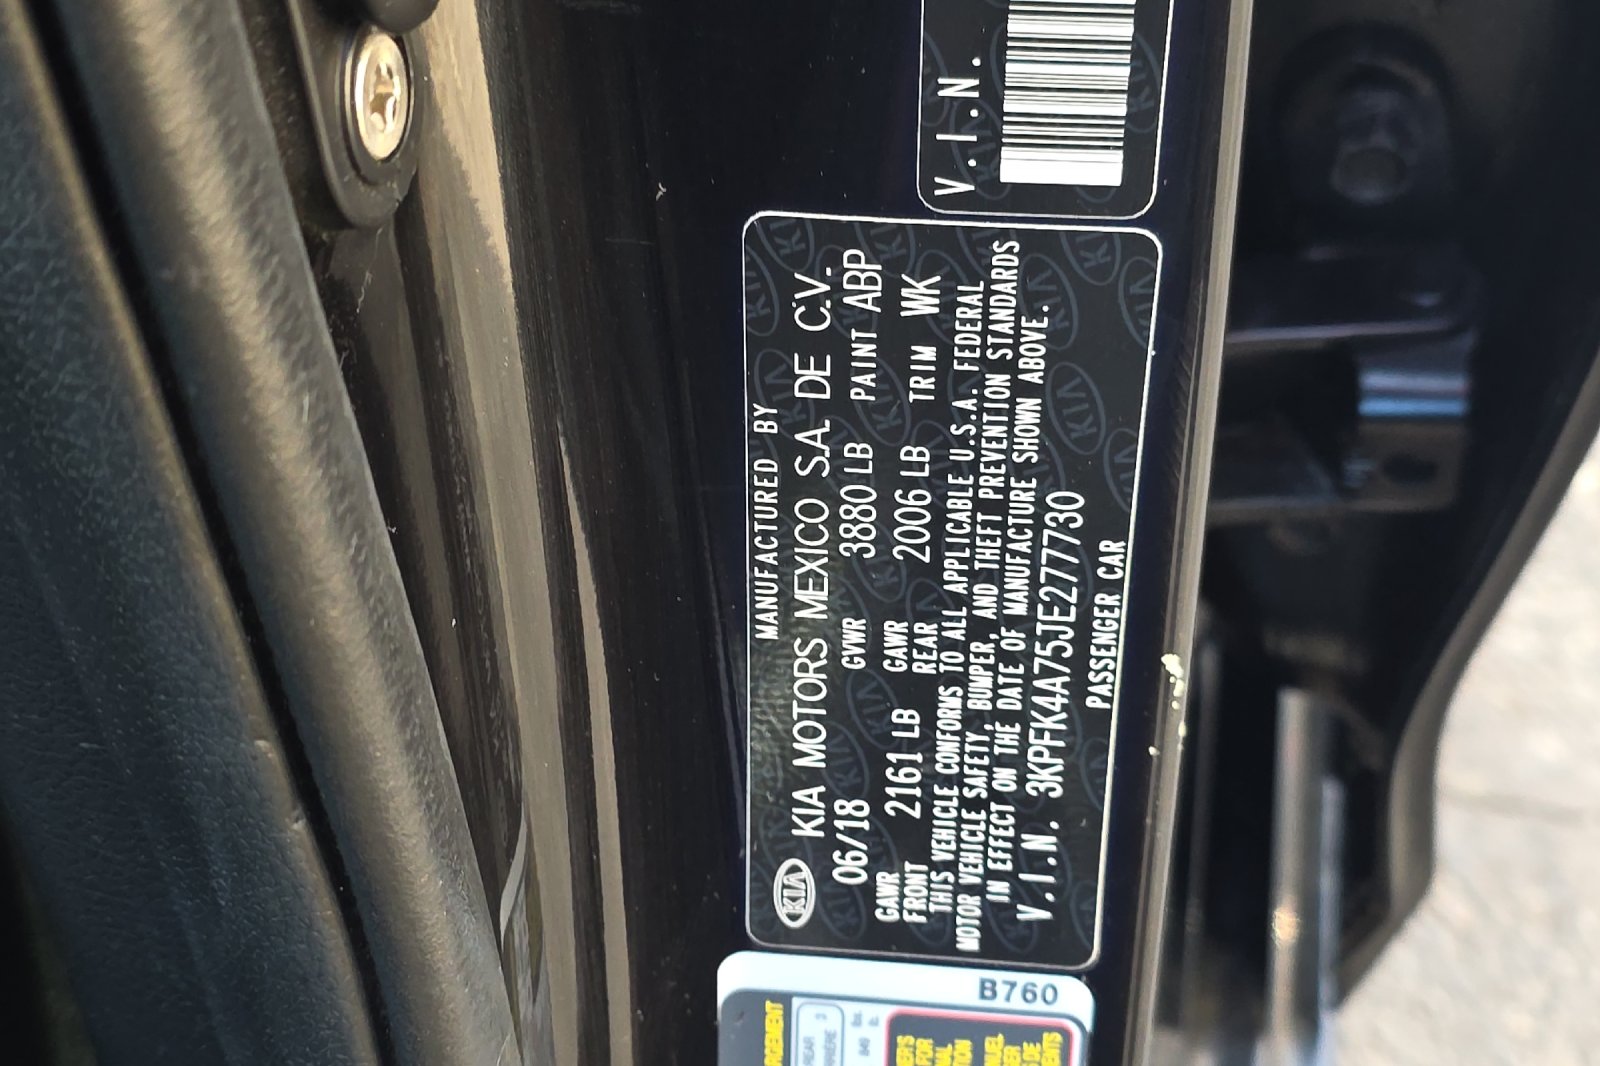 V.I.N.
MANUFACTURED BY
KIA KIA MOTORS MEXICO S.A. DE C.V.
06/18 GVWR 3880 LB PAINT ABP
GAWR FRONT 2161 LB GAWR REAR 2006 LB TRIM WK
THIS VEHICLE CONFORMS TO ALL APPLICABLE U.S.A. FEDERAL
MOTOR VEHICLE SAFETY, BUMPER, AND THEFT PREVENTION STANDARDS
IN EFFECT ON THE DATE OF MANUFACTURE SHOWN ABOVE.
V.I.N. 3KPFK4A75JE277730
PASSENGER CAR
B760